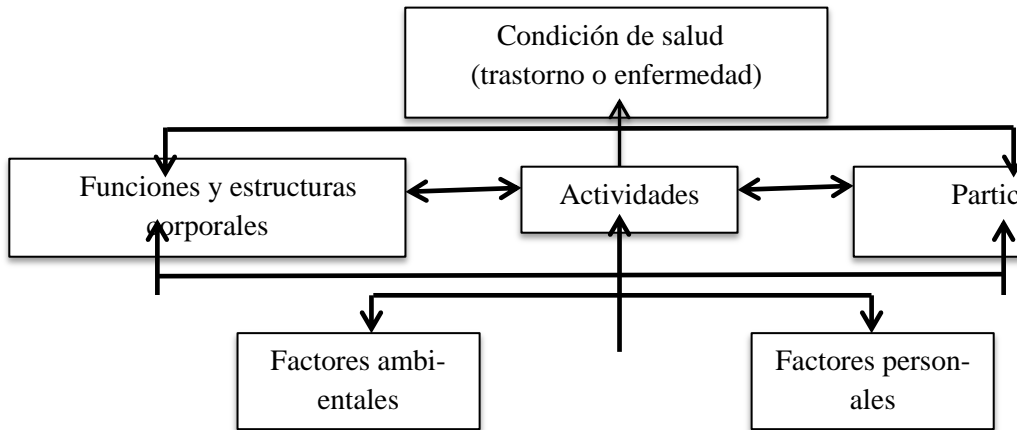 Condición de salud
(trastorno o enfermedad)
Funciones y estructuras
corporales
Actividades
Partic
Factores ambi-
entales
Factores person-
ales